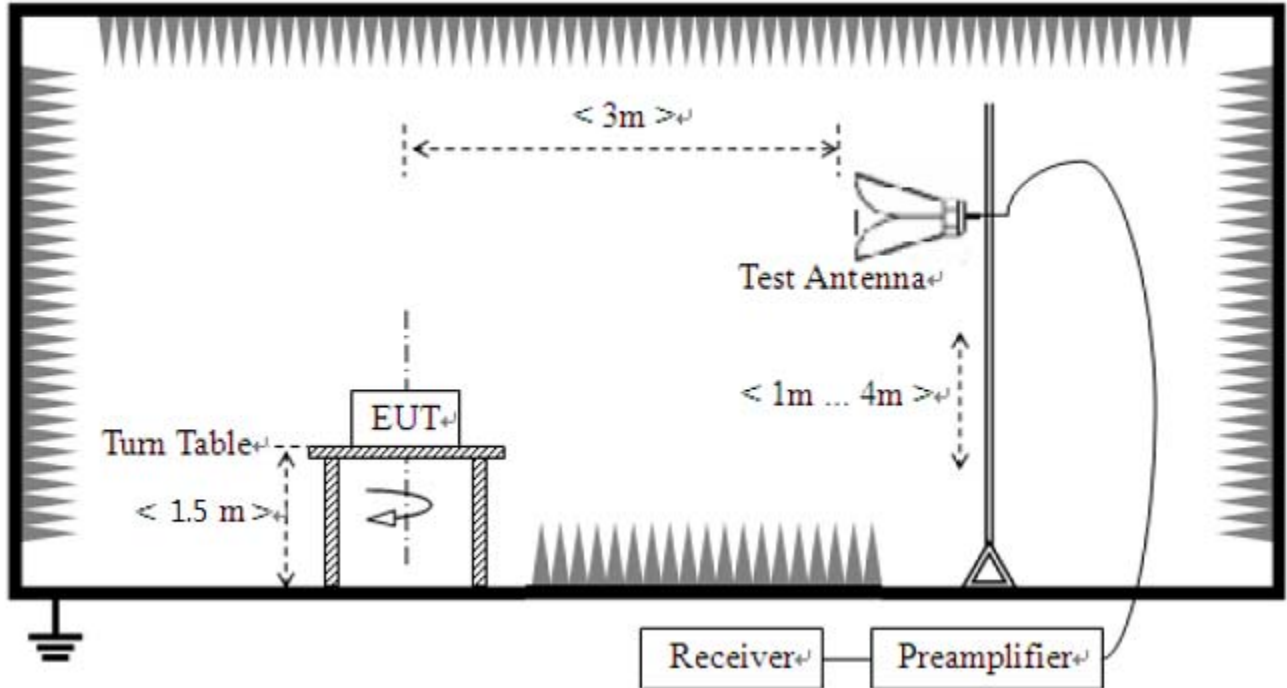 < 3m >↵
Test Antenna↵
< 1m ... 4m >↵
EUT↵
Turn Table↵
< 1.5 m >↵
Receiver↵
Preamplifier↵